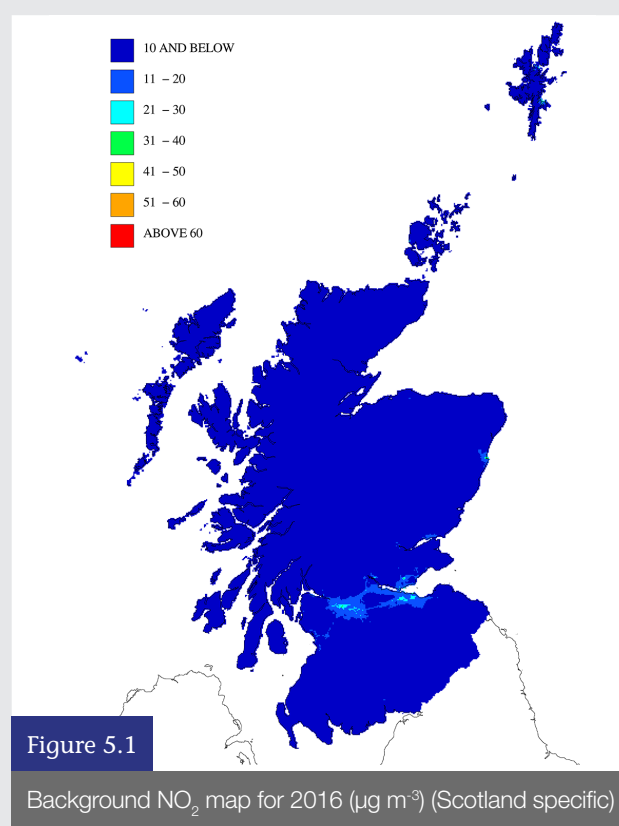 10 AND BELOW
11 – 20
21 – 30
31 – 40
41 – 50
51 – 60
ABOVE 60
Figure 5.1
Background NO₂ map for 2016 (µg m⁻³) (Scotland specific)